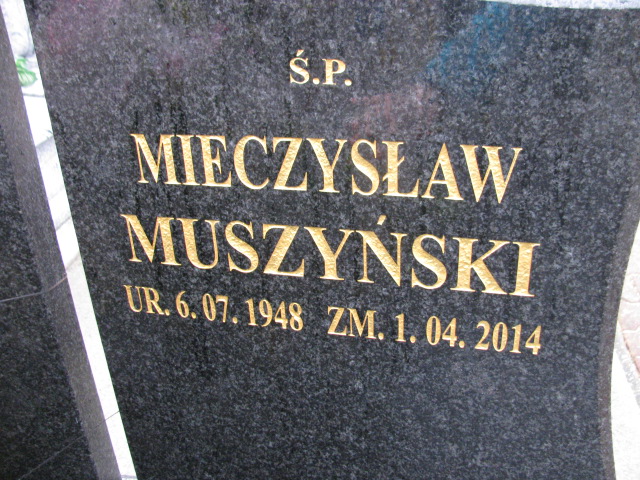 Ś.P.
MIECZYSŁAW
MUSZYŃSKI
UR. 6. 07. 1948 ZM. 1. 04. 2014